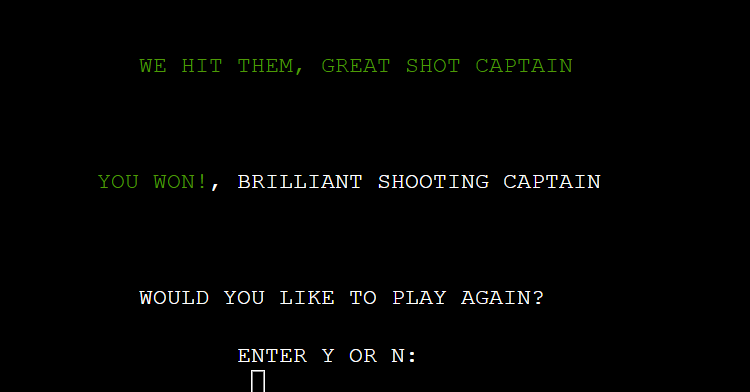 WE HIT THEM, GREAT SHOT CAPTAIN
YOU WON!, BRILLIANT SHOOTING CAPTAIN
WOULD YOU LIKE TO PLAY AGAIN?
ENTER Y OR N: